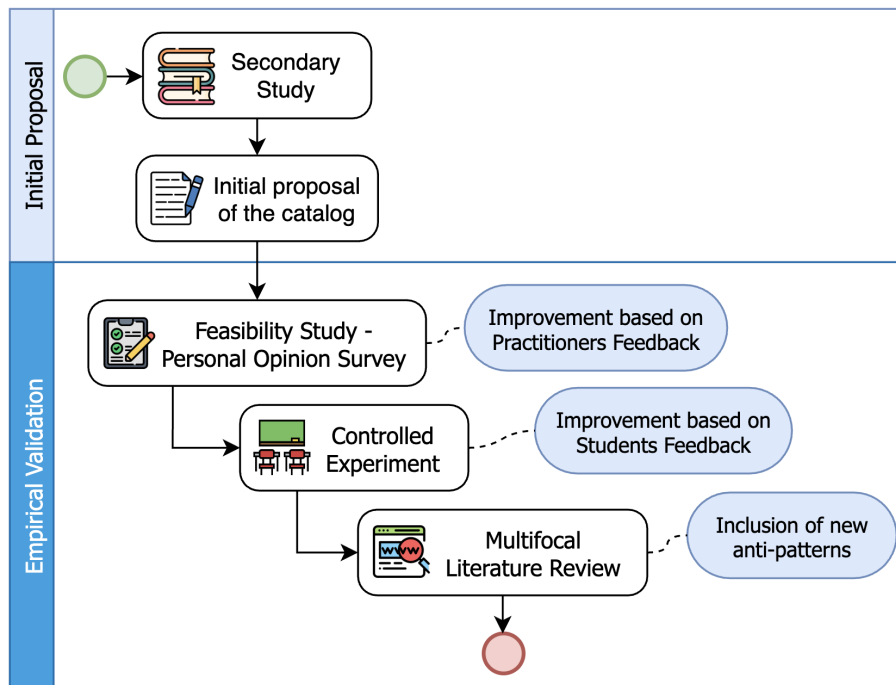 Initial Proposal
Secondary
Study
Initial proposal
of the catalog
Empirical Validation
Feasibility Study -
Personal Opinion Survey
Improvement based on
Practitioners Feedback
Controlled
Experiment
Improvement based on
Students Feedback
WWW
Multifocal
Literature Review
Inclusion of new
anti-patterns